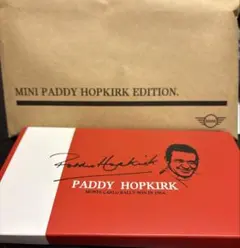 MINI PADDY HOPKIRK EDITION.
Paddy Hopkirk
PADDY HOPKIRK
MONTE CARLO RALLY WIN IN 1964.